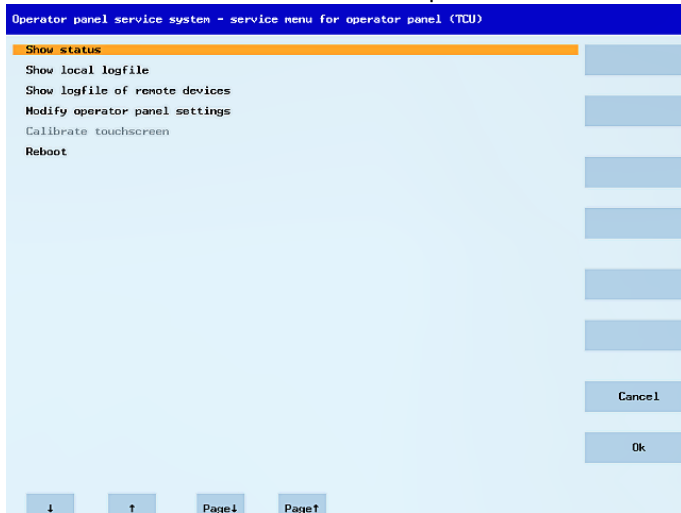 Operator panel service system - service menu for operator panel (TCU)
Show status
Show local logfile
Show logfile of remote devices
Modify operator panel settings
Calibrate touchscreen
Reboot
Cancel
Ok
↓ ↑ Page↓ Page↑